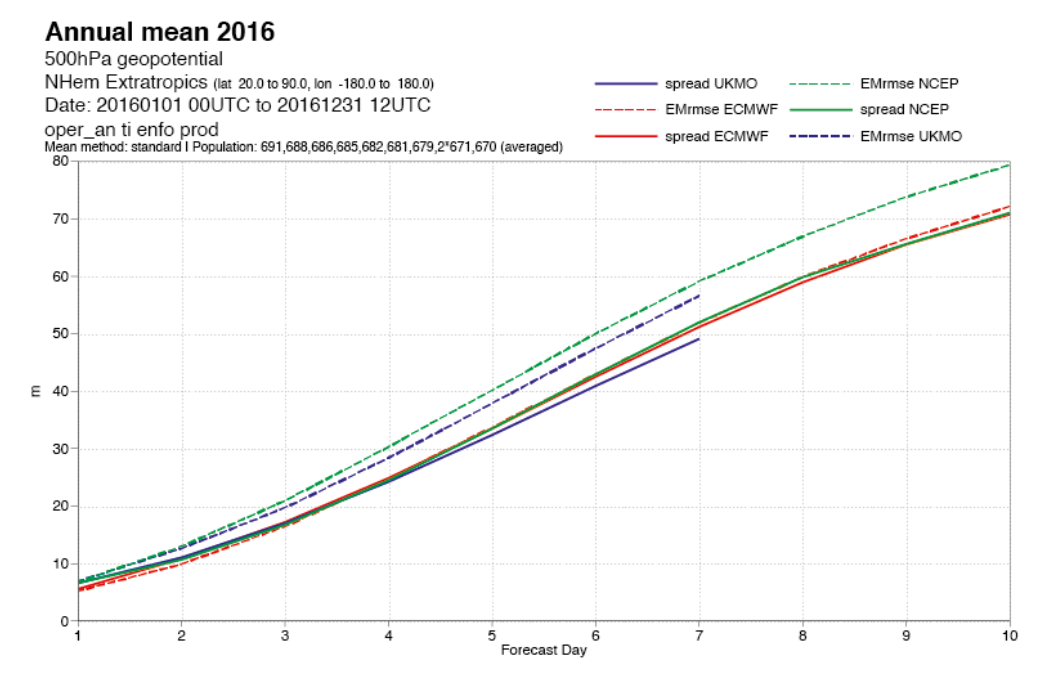 Annual mean 2016
500hPa geopotential
NHem Extratropics (lat 20.0 to 90.0, lon -180.0 to 180.0)
Date: 20160101 00UTC to 20161231 12UTC
oper_an ti enfo prod
Mean method: standard I Population: 691,688,686,685,682,681,679,2*671,670 (averaged)
spread UKMO
EMrmse NCEP
EMrmse ECMWF
spread NCEP
spread ECMWF
EMrmse UKMO
80
70
60
50
40
30
20
10
0
m
1 2 3 4 5 6 7 8 9 10
Forecast Day